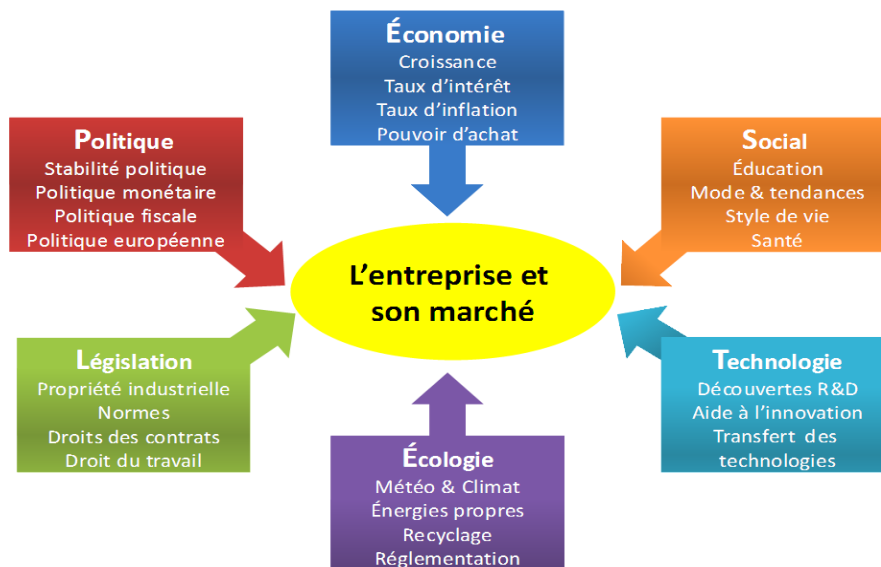 Économie
Croissance
Taux d'intérêt
Taux d'inflation
Pouvoir d'achat
Politique
Stabilité politique
Politique monétaire
Politique fiscale
Politique européenne
Social
Éducation
Mode & tendances
Style de vie
Santé
L'entreprise et
son marché
Législation
Propriété industrielle
Normes
Droits des contrats
Droit du travail
Technologie
Découvertes R&D
Aide à l'innovation
Transfert des
technologies
Écologie
Météo & Climat
Énergies propres
Recyclage
Réglementation